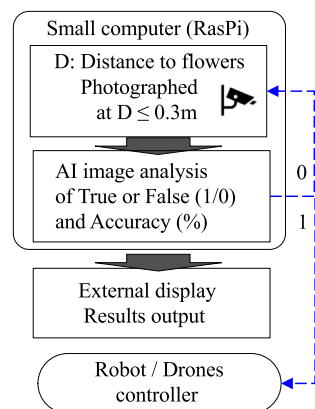 Small computer (RasPi)
D: Distance to flowers
Photographed
at D ≤ 0.3m
AI image analysis
of True or False (1/0)
and Accuracy (%)
0
1
External display
Results output
Robot / Drones
controller